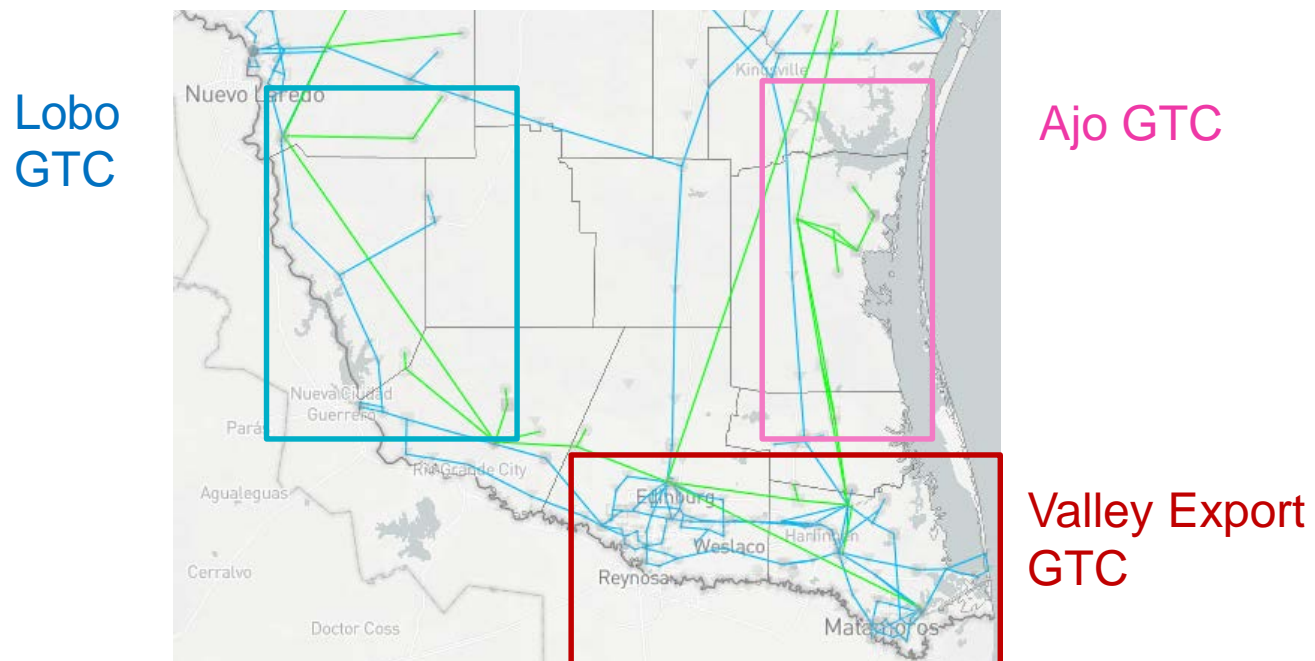 Lobo
GTC
Nuevo Laredo
Kingsville
Ajo GTC
Nueva Ciudad
Guerrero
Parás
Rio Grande City
Agualeguas
Edinburg
Weslaco
Harlingen
Valley Export
GTC
Cerralvo
Reynosa
Doctor Coss
Matamoros